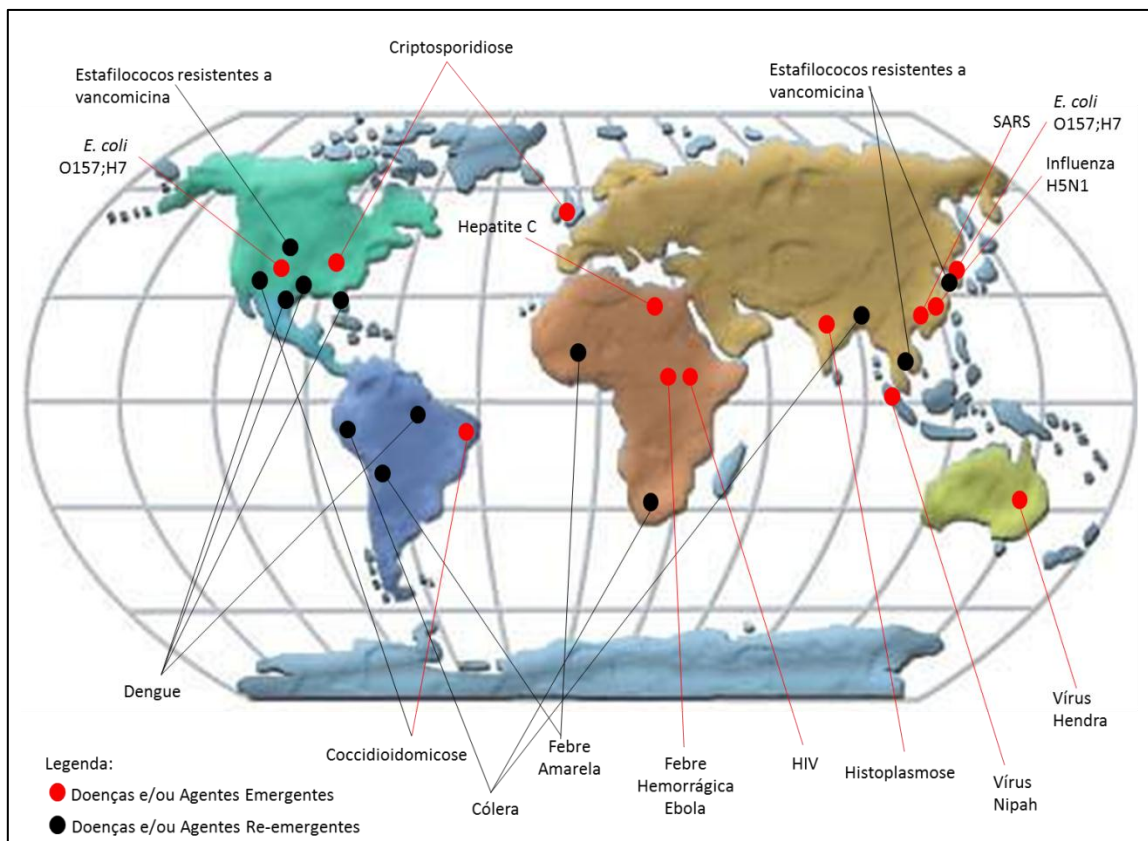 Criptosporidiose
Estafilococos resistentes a
vancomicina
Estafilococos resistentes a
vancomicina
E. coli
O157;H7
SARS
E. coli
O157;H7
Influenza
H5N1
Hepatite C
Dengue
Coccidioidomicose
Cólera
Febre
Amarela
Febre
Hemorrágica
Ebola
HIV
Histoplasmose
Vírus
Nipah
Vírus
Hendra
Legenda:
Doenças e/ou Agentes Emergentes
Doenças e/ou Agentes Re-emergentes